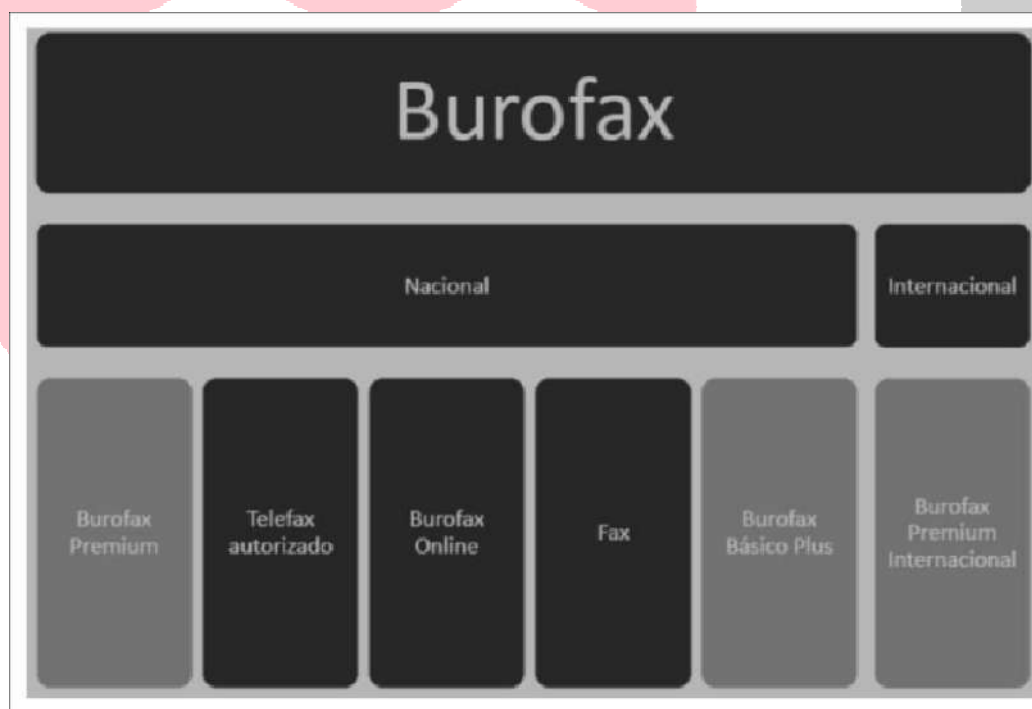 Burofax
Nacional
Internacional
Burofax
Premium
Telefax
autorizado
Burofax
Online
Fax
Burofax
Básico Plus
Burofax
Premium
Internacional